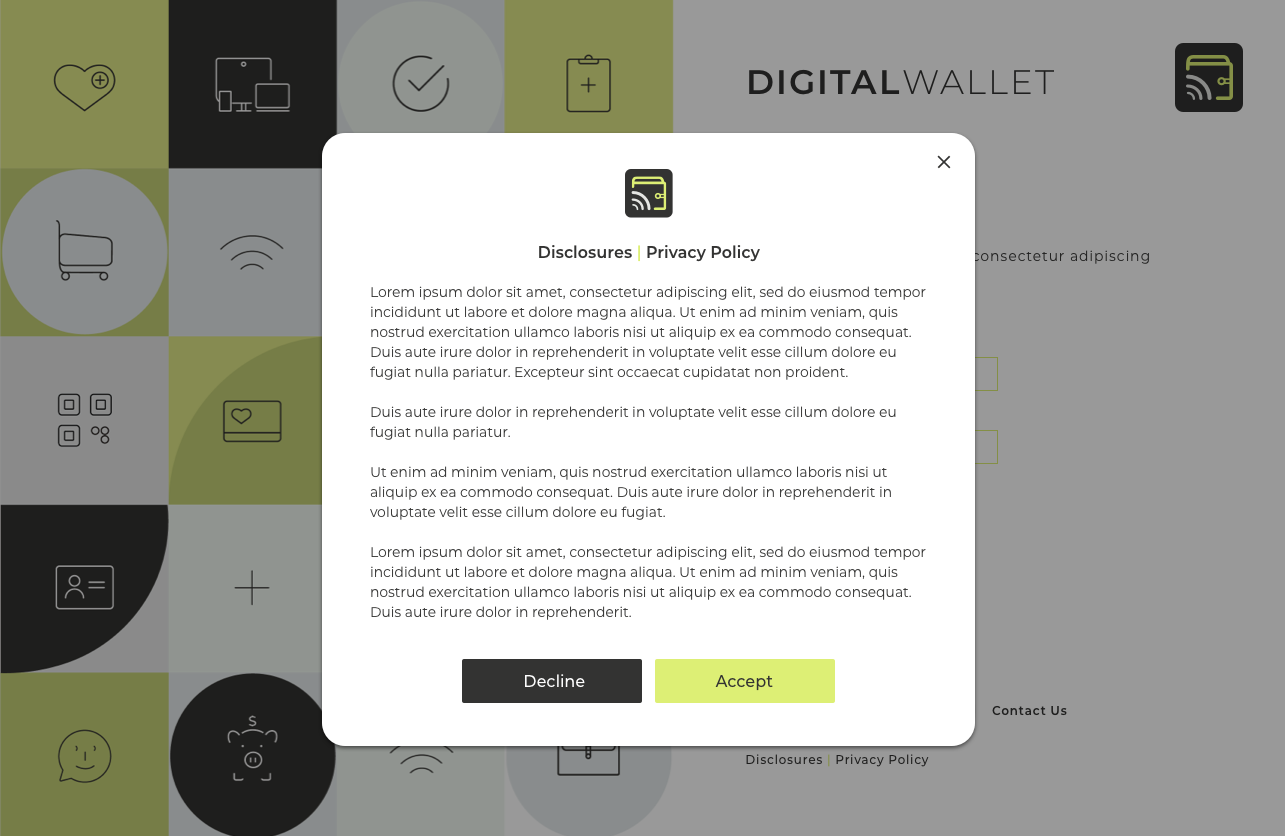 DIGITALWALLET
Disclosures | Privacy Policy
consectetur adipiscing
Lorem ipsum dolor sit amet, consectetur adipiscing elit, sed do eiusmod tempor
incididunt ut labore et dolore magna aliqua. Ut enim ad minim veniam, quis
nostrud exercitation ullamco laboris nisi ut aliquip ex ea commodo consequat.
Duis aute irure dolor in reprehenderit in voluptate velit esse cillum dolore eu
fugiat nulla pariatur. Excepteur sint occaecat cupidatat non proident.
Duis aute irure dolor in reprehenderit in voluptate velit esse cillum dolore eu
fugiat nulla pariatur.
Ut enim ad minim veniam, quis nostrud exercitation ullamco laboris nisi ut
aliquip ex ea commodo consequat. Duis aute irure dolor in reprehenderit in
voluptate velit esse cillum dolore eu fugiat.
Lorem ipsum dolor sit amet, consectetur adipiscing elit, sed do eiusmod tempor
incididunt ut labore et dolore magna aliqua. Ut enim ad minim veniam, quis
nostrud exercitation ullamco laboris nisi ut aliquip ex ea commodo consequat.
Duis aute irure dolor in reprehenderit.
Decline
Accept
Contact Us
Disclosures | Privacy Policy